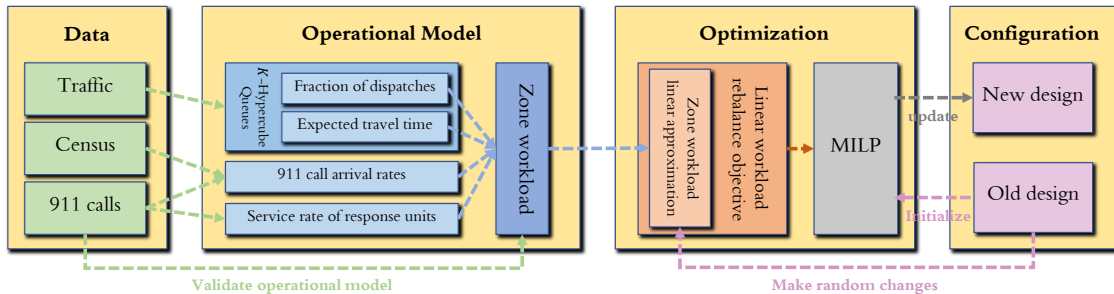 Data
Traffic
Census
911 calls
Operational Model
K-Hypercube
Queues
Fraction of dispatches
Expected travel time
911 call arrival rates
Service rate of response units
Zone workload
Optimization
Zone workload
linear approximation
Linear workload
rebalance objective
MILP
Configuration
New design
update
Old design
Initialize
Validate operational model
Make random changes